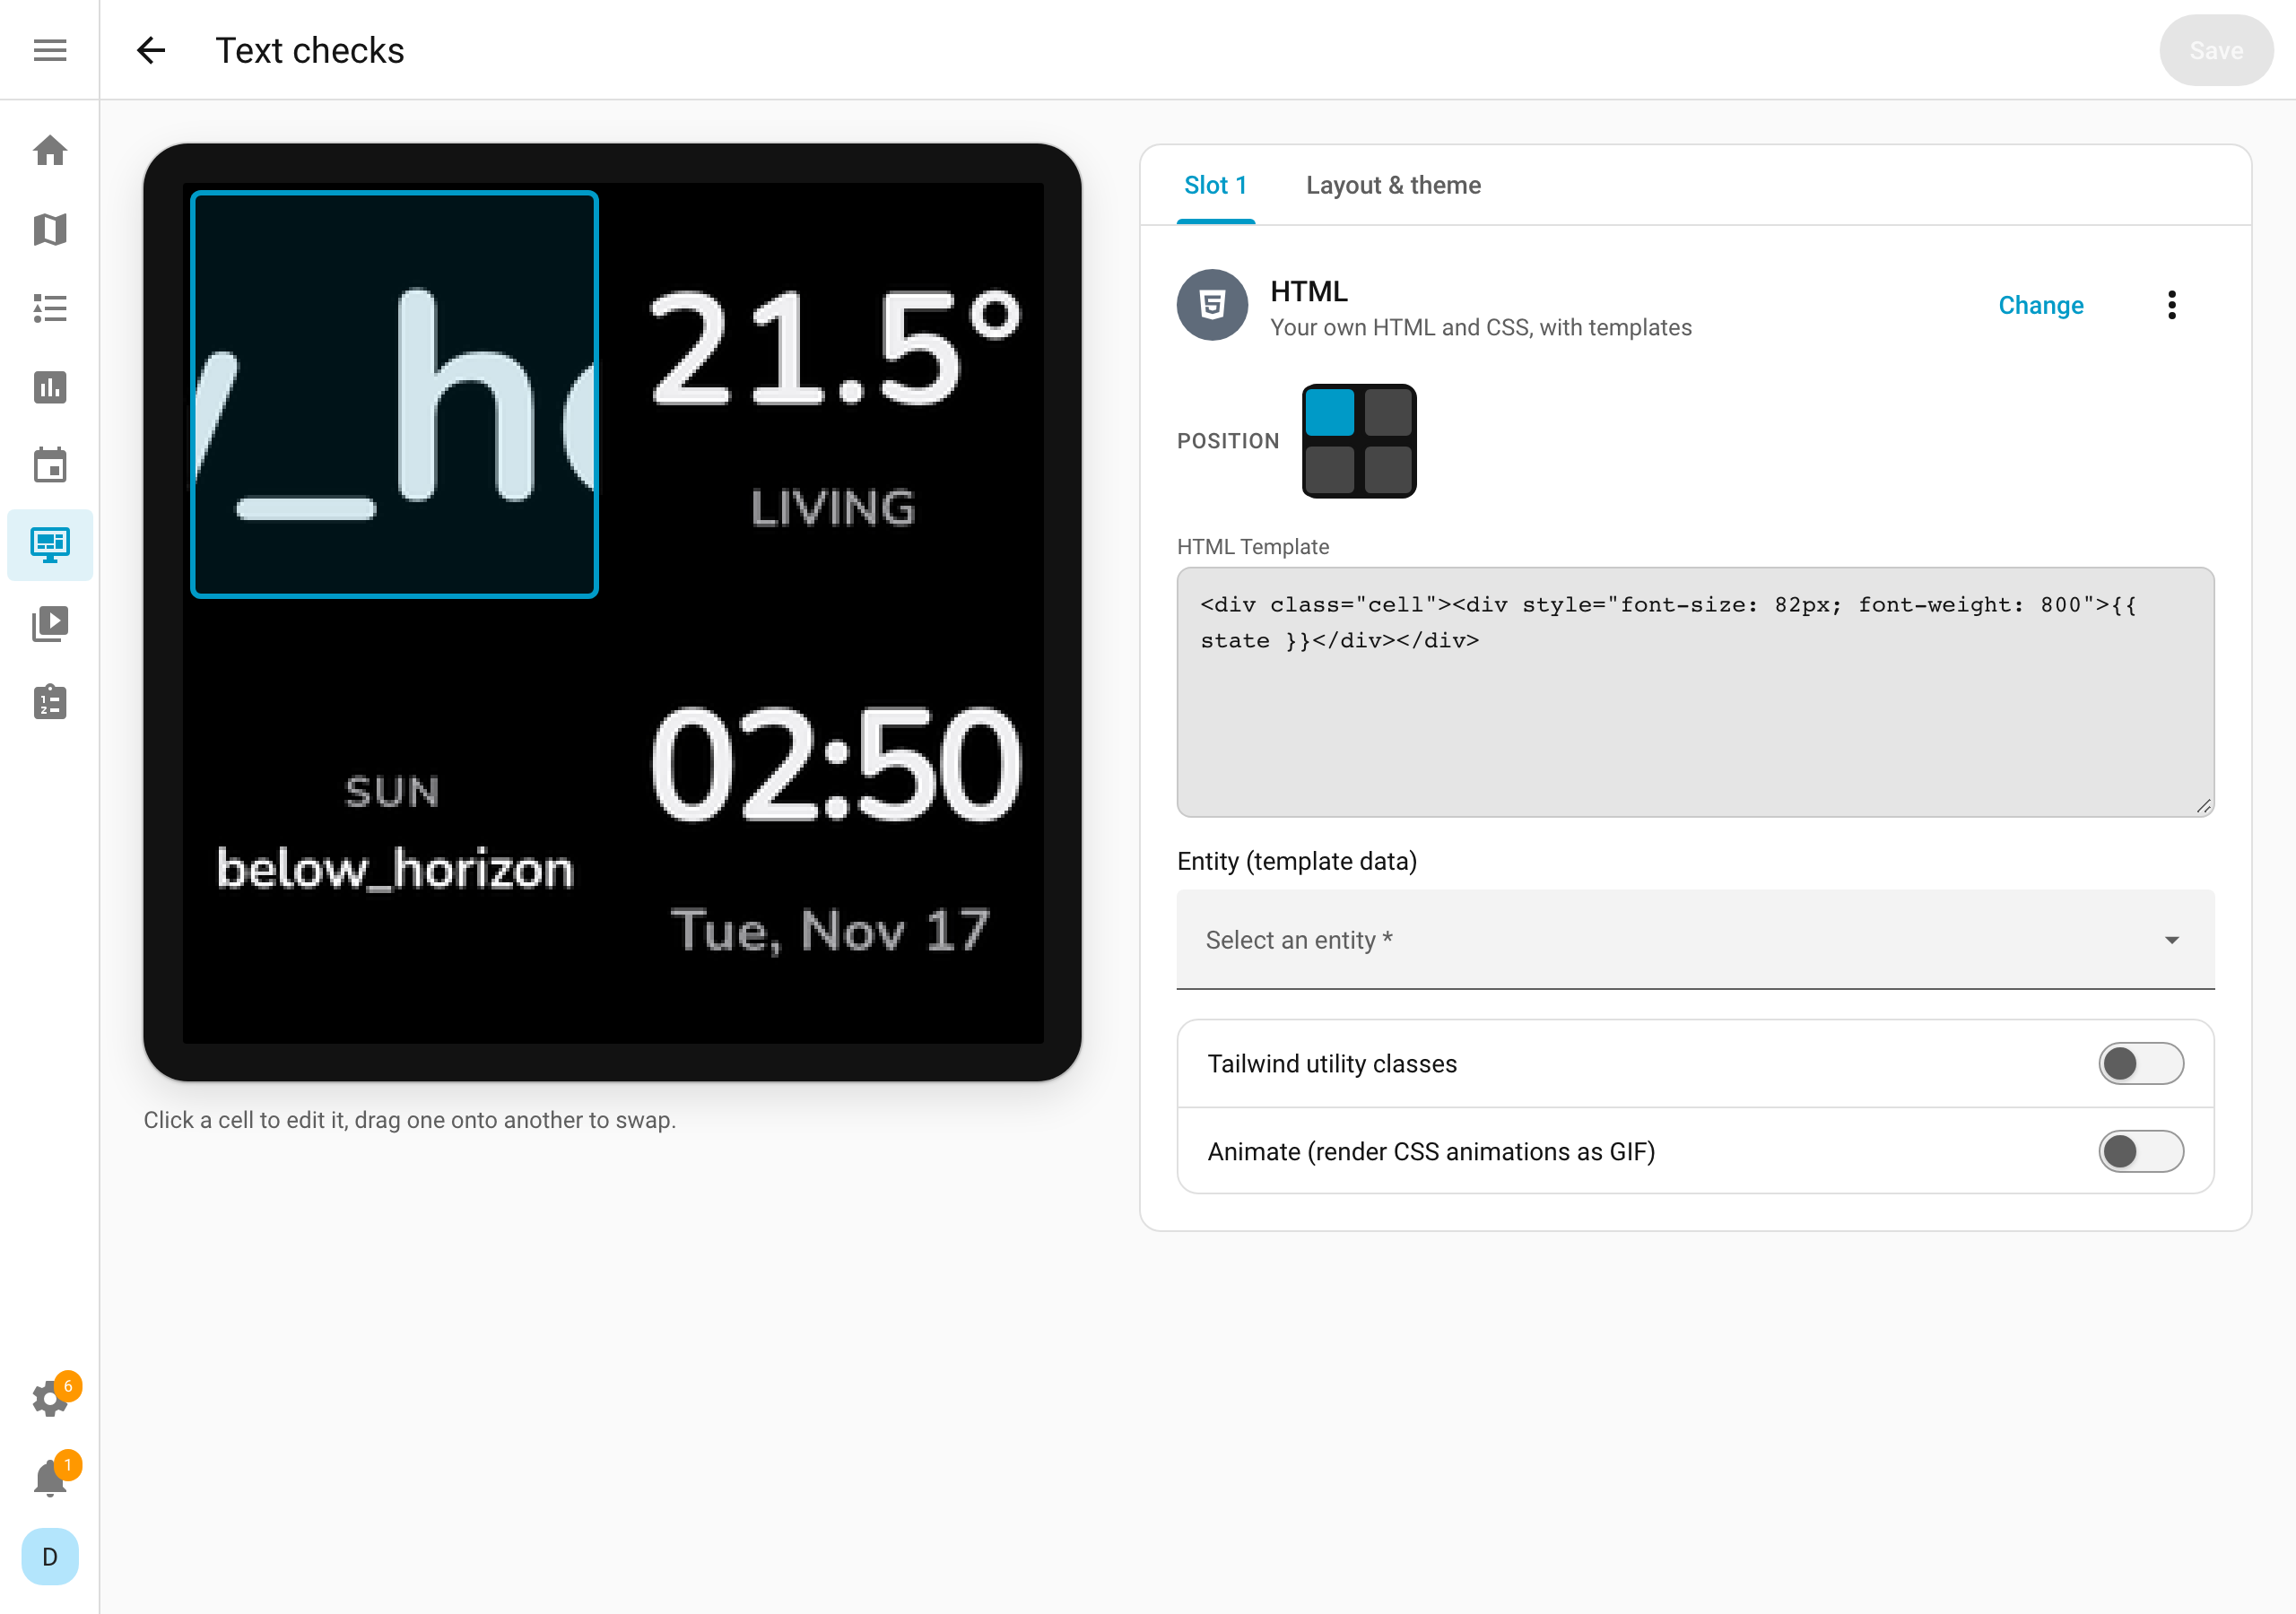 Text checks
Save
y_ho
21.5°
LIVING
SUN
below_horizon
02:50
Tue, Nov 17
Click a cell to edit it, drag one onto another to swap.
Slot 1
Layout & theme
HTML
Your own HTML and CSS, with templates
Change
POSITION
HTML Template
<div class="cell"><div style="font-size: 82px; font-weight: 800">{{
state }}</div></div>
Entity (template data)
Select an entity *
Tailwind utility classes
Animate (render CSS animations as GIF)
6
1
D